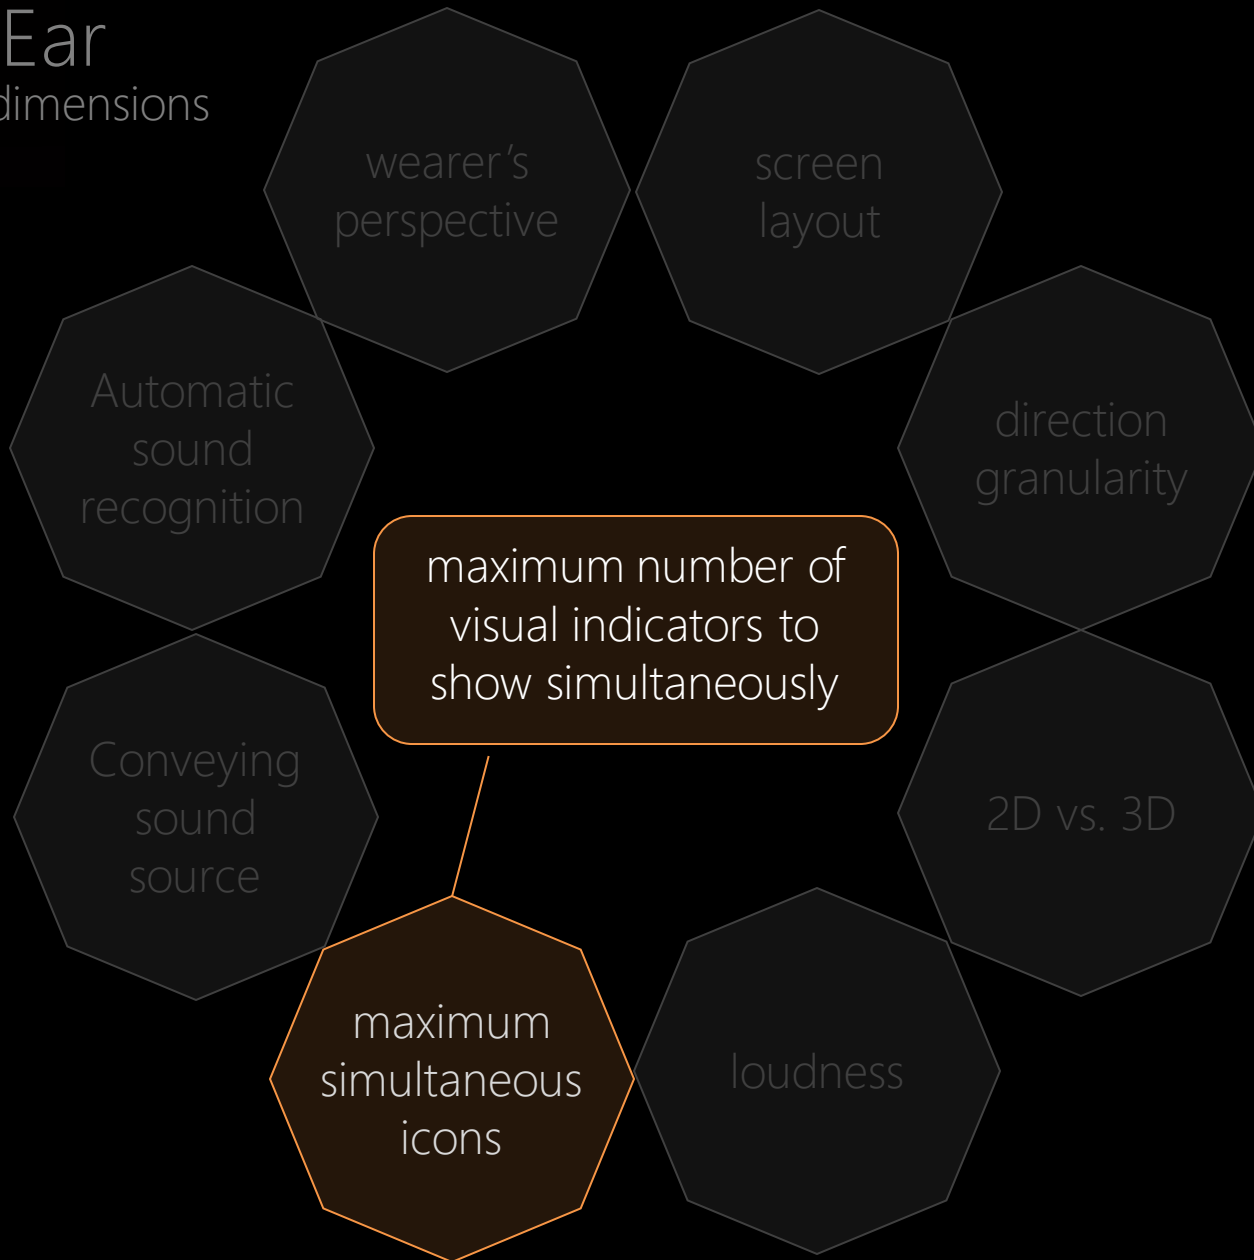 Ear
dimensions
wearer's
perspective
screen
layout
Automatic
sound
recognition
direction
granularity
maximum number of
visual indicators to
show simultaneously
Conveying
sound
source
2D vs. 3D
maximum
simultaneous
icons
loudness